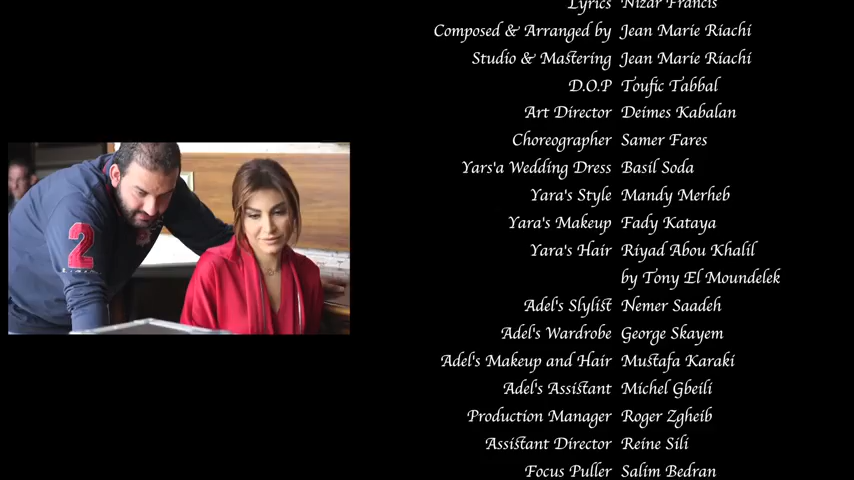 Lyrics Nizar Francis
Composed & Arranged by Jean Marie Riachi
Studio & Mastering Jean Marie Riachi
D.O.P Toufic Tabbal
Art Director Deimes Kabalan
Choreographer Samer Fares
Yars'a Wedding Dress Basil Soda
Yara's Style Mandy Merheb
Yara's Makeup Fady Kataya
Yara's Hair Riyad Abou Khalil
by Tony El Moundelek
Adel's Slylist Nemer Saadeh
Adel's Wardrobe George Skayem
Adel's Makeup and Hair Mustafa Karaki
Adel's Assistant Michel Gbeili
Production Manager Roger Zgheib
Assistant Director Reine Sili
Focus Puller Salim Bedran
2